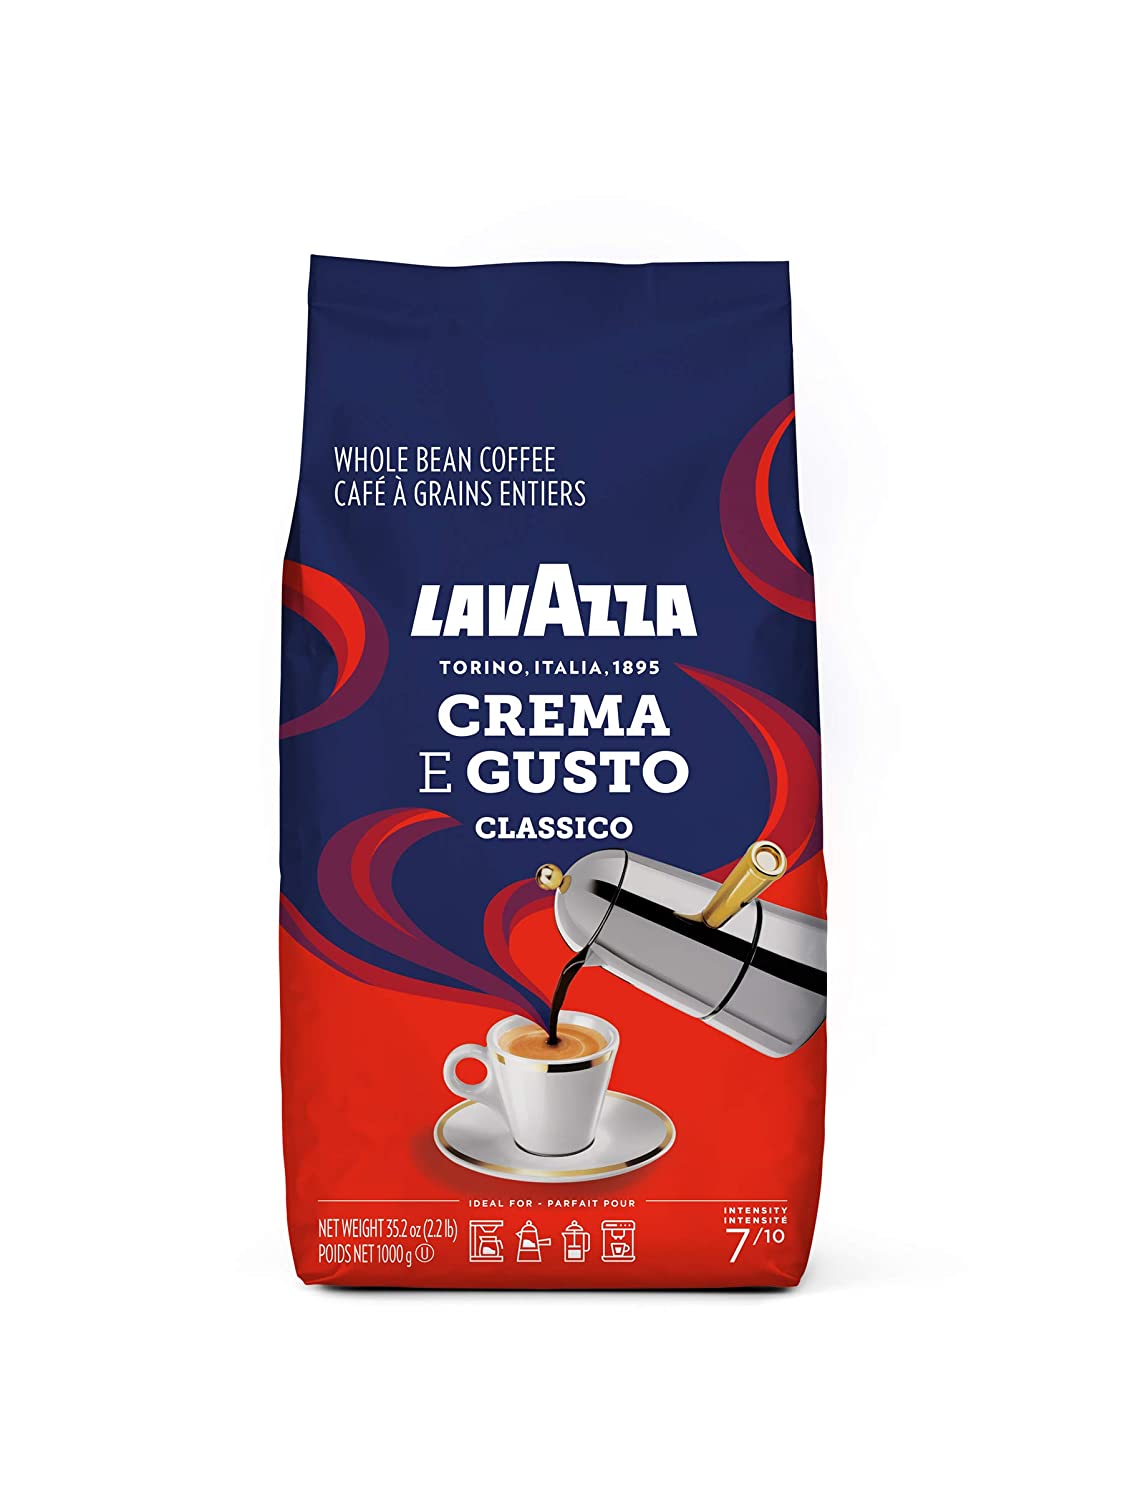 WHOLE BEAN COFFEE
CAFÉ À GRAINS ENTIERS
LAVAZZA
TORINO, ITALIA, 1895
CREMA
E GUSTO
CLASSICO
IDEAL FOR - PARFAIT POUR
NET WEIGHT 35.2 oz (2.2 lb)
POIDS NET 1000 g U
INTENSITY
INTENSITÉ
7/10